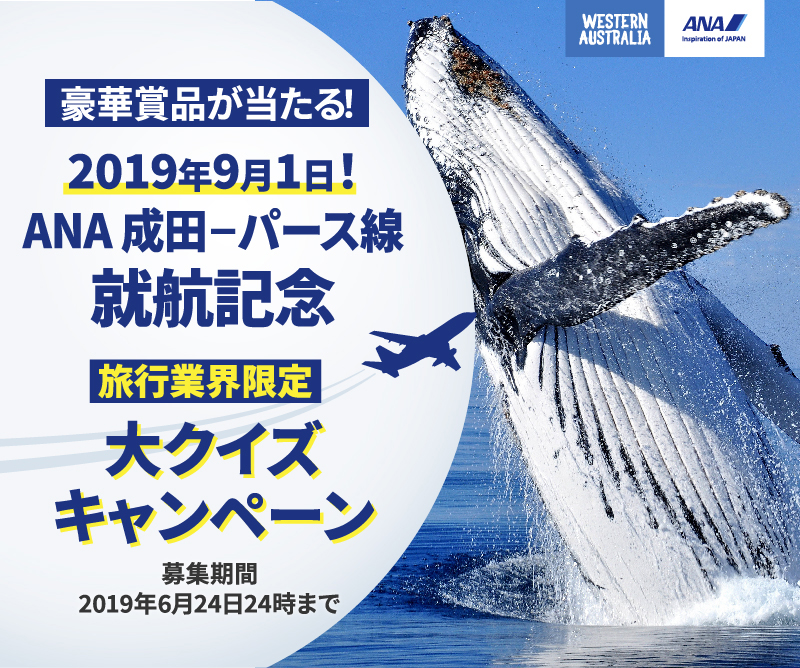 WESTERN
AUSTRALIA
ANA
Inspiration of JAPAN
豪華賞品が当たる!
2019年9月1日!
ANA 成田－パース線
就航記念
旅行業界限定
大クイズ
キャンペーン
募集期間
2019年6月24日24時まで